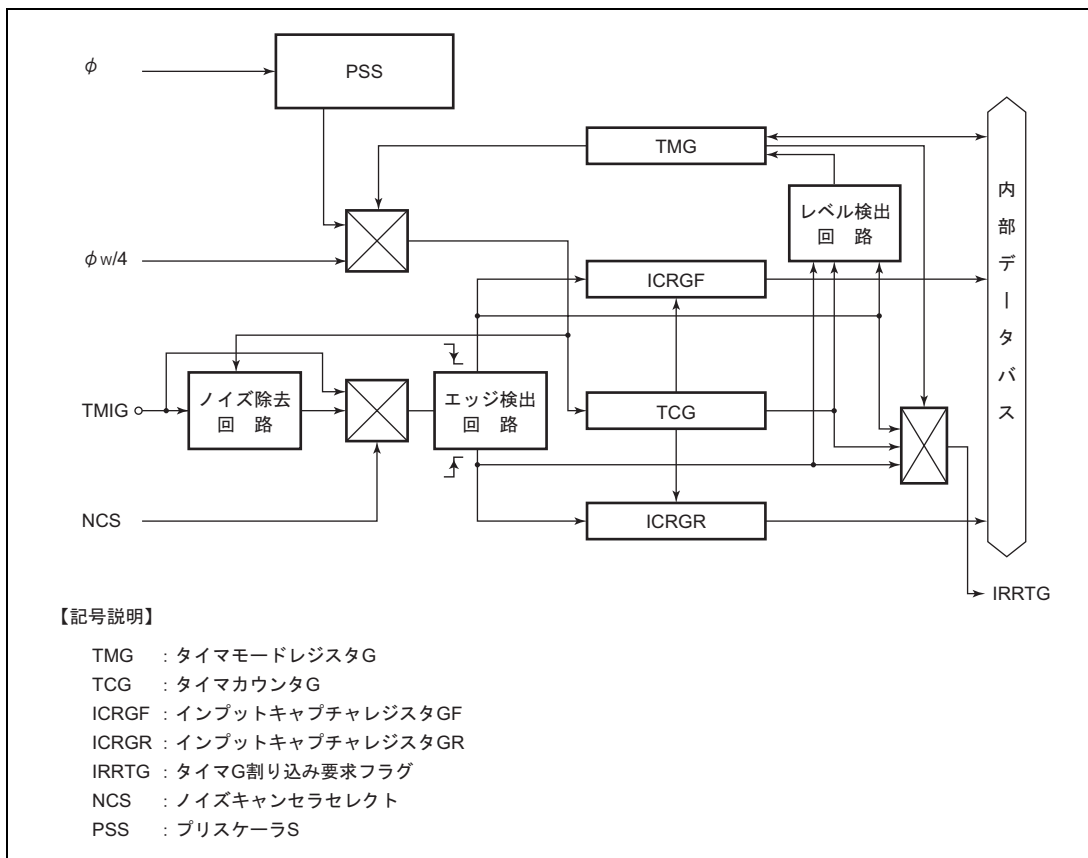 φ
PSS
TMG
レベル検出
回 路
φw/4
ICRGF
TMIG
ノイズ除去
回 路
エッジ検出
回 路
TCG
NCS
ICRGR
内部データバス
IRRTG
【記号説明】
TMG : タイマモードレジスタG
TCG : タイマカウンタG
ICRGF : インプットキャプチャレジスタGF
ICRGR : インプットキャプチャレジスタGR
IRRTG : タイマG割り込み要求フラグ
NCS : ノイズキャンセラセレクト
PSS : プリスケーラS